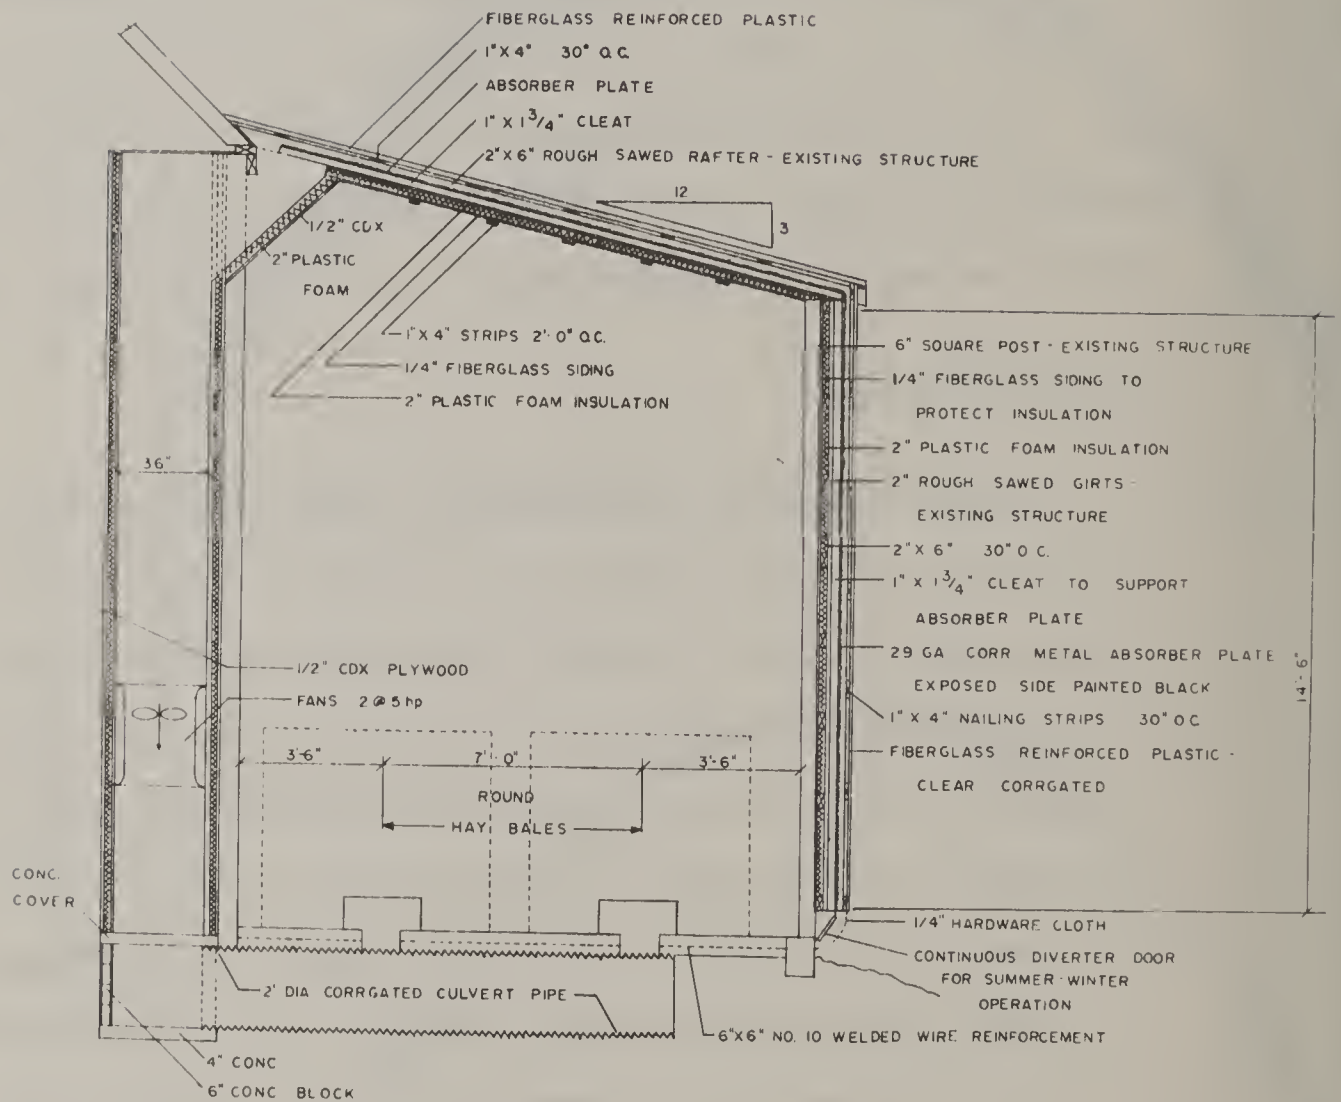 FIBERGLASS REINFORCED PLASTIC
1"X 4" 30" O.C.
ABSORBER PLATE
1" X 1 3/4" CLEAT
2"X 6" ROUGH SAWED RAFTER - EXISTING STRUCTURE
12
3
1/2" CDX
2" PLASTIC
FOAM
1"X 4" STRIPS 2'-0" O.C.
1/4" FIBERGLASS SIDING
2" PLASTIC FOAM INSULATION
36"
6" SQUARE POST - EXISTING STRUCTURE
1/4" FIBERGLASS SIDING TO
PROTECT INSULATION
2" PLASTIC FOAM INSULATION
2" ROUGH SAWED GIRTS -
EXISTING STRUCTURE
2"X 6" 30" O C.
1" X 1 3/4" CLEAT TO SUPPORT
ABSORBER PLATE
29 GA CORR METAL ABSORBER PLATE
EXPOSED SIDE PAINTED BLACK
1" X 4" NAILING STRIPS 30" O C
FIBERGLASS REINFORCED PLASTIC -
CLEAR CORRGATED
14'-6"
1/2" CDX PLYWOOD
FANS 2 @ 5 hp
3'-6"
7'-0"
3'-6"
ROUND
HAY BALES
CONC.
COVER
1/4" HARDWARE CLOTH
CONTINUOUS DIVERTER DOOR
FOR SUMMER-WINTER
OPERATION
2' DIA CORRGATED CULVERT PIPE
6"X6" NO. 10 WELDED WIRE REINFORCEMENT
4" CONC
6" CONC BLOCK